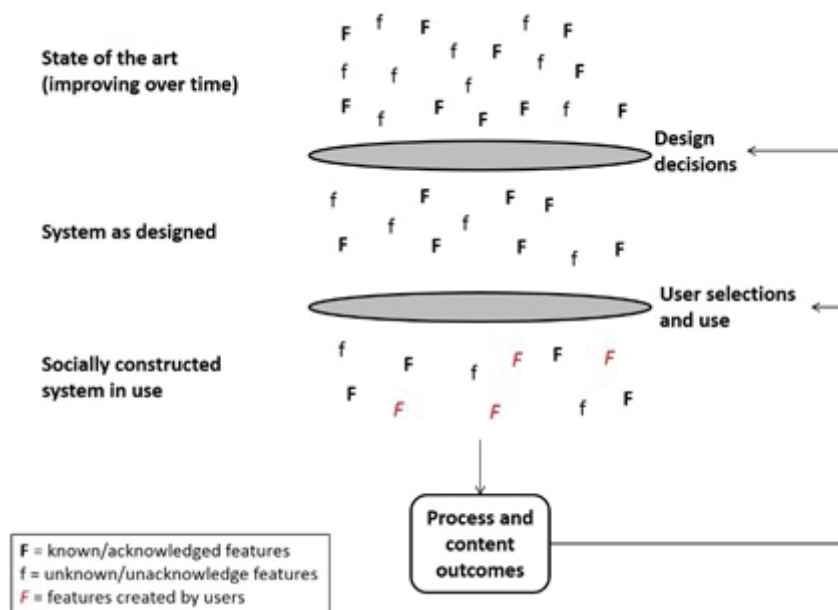 F f F f F
State of the art
(improving over time)
f F f
f f f F
F f F F F f F
Design
decisions
f F F F
System as designed
f f
F F F f F
User selections
and use
Socially constructed
system in use
f F f F F F
F F F f F
Process and
content
outcomes
F = known/acknowledged features
f = unknown/unacknowledge features
F = features created by users